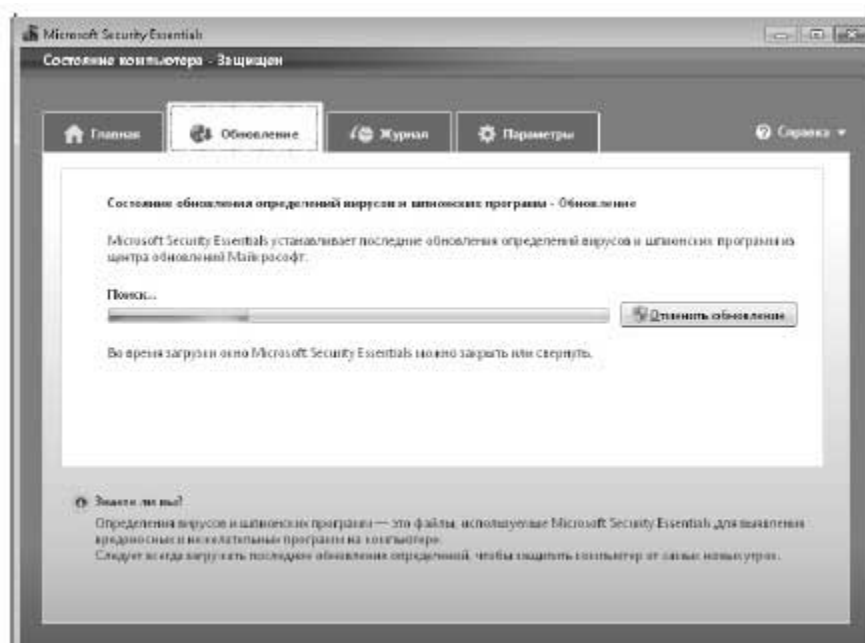 Microsoft Security Essentials
Состояние компьютера - Защищен
Главная
Обновление
Журнал
Параметры
Справка
Состояние обновления определений вирусов и шпионских программ - Обновление
Microsoft Security Essentials устанавливает последние обновления определений вирусов и шпионских программ из
центра обновлений Майкрософт.
Поиск...
Отменить обновление
Во время загрузки окно Microsoft Security Essentials можно закрыть или свернуть.
Знаете ли вы?
Определения вирусов и шпионских программ — это файлы, используемые Microsoft Security Essentials для выявления
вредоносных и нежелательных программ на компьютере.
Следует всегда загружать последние обновления определений, чтобы защитить компьютер от самых новых угроз.